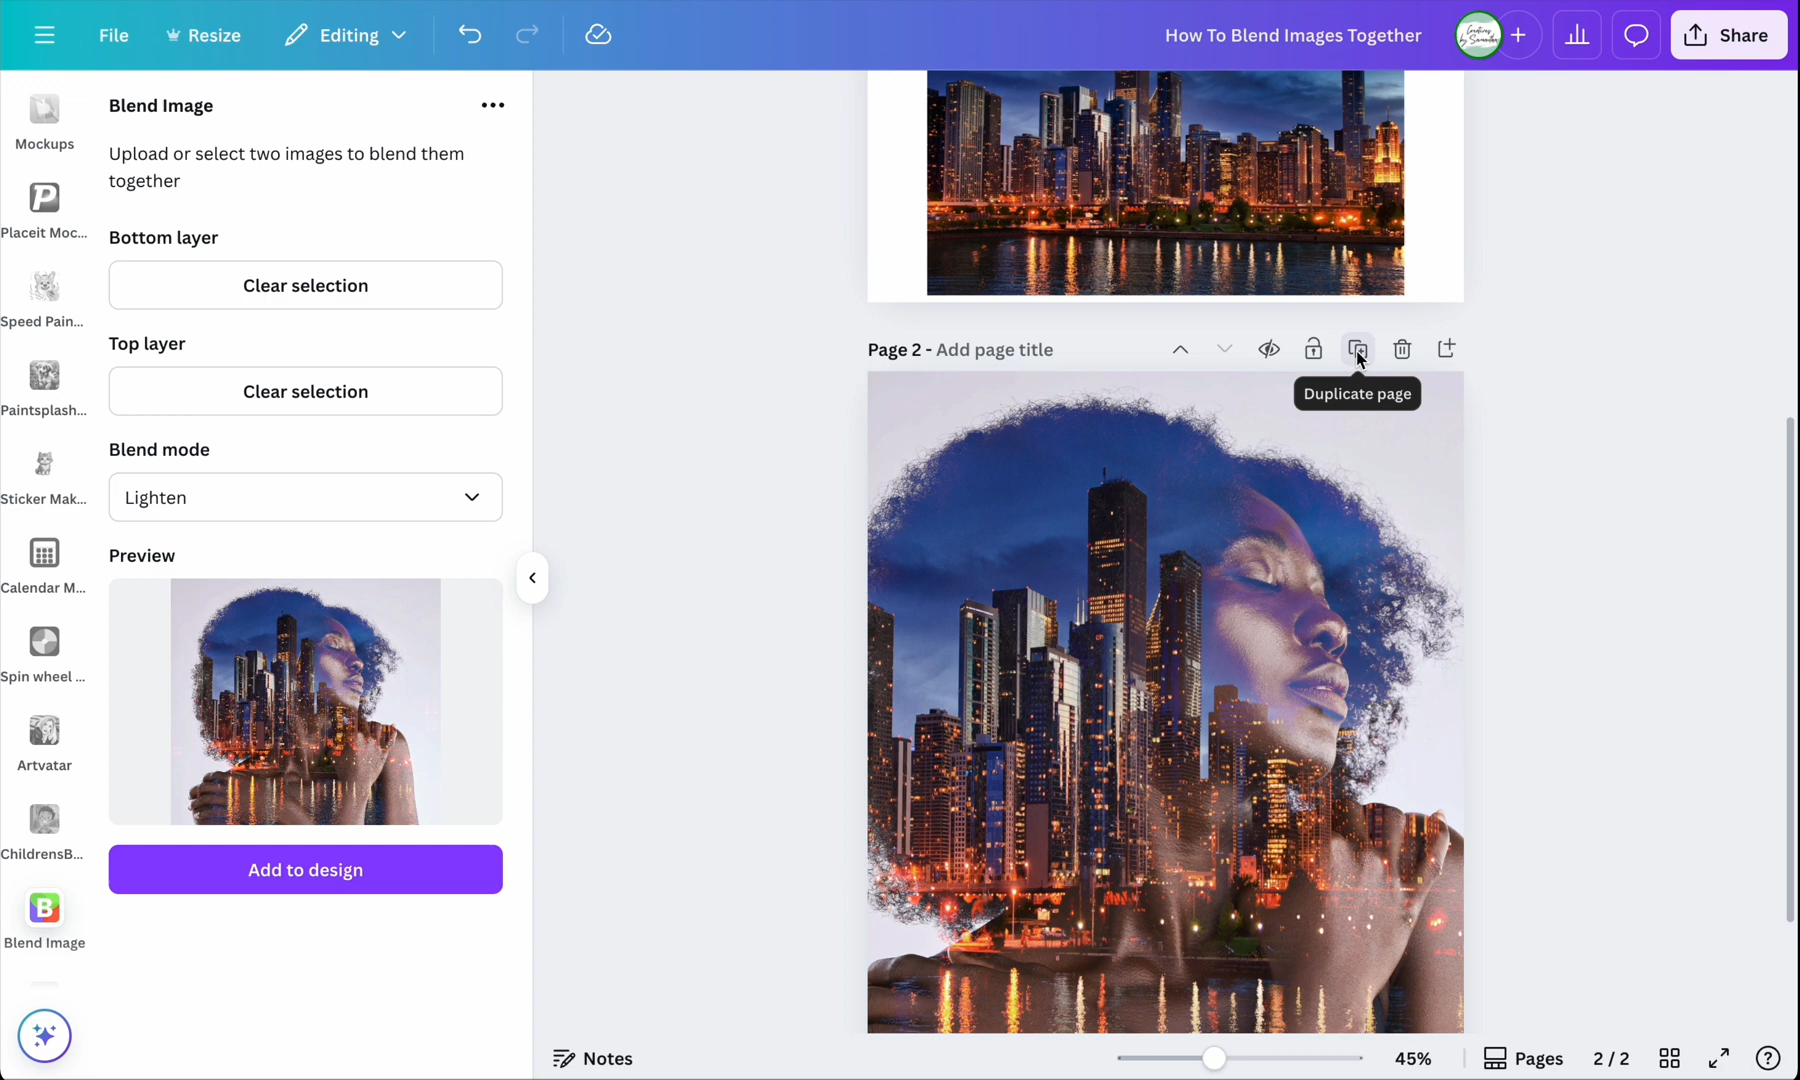 File
Resize
Editing
How To Blend Images Together
Share
Mockups
Placeit Moc...
Speed Pain...
Paintsplash...
Sticker Mak...
Calendar M...
Spin wheel ...
Artvatar
ChildrensB...
B
Blend Image
Blend Image
Upload or select two images to blend them
together
Bottom layer
Clear selection
Top layer
Clear selection
Blend mode
Lighten
Preview
Add to design
Page 2 - Add page title
Duplicate page
Notes
45%
Pages
2 / 2